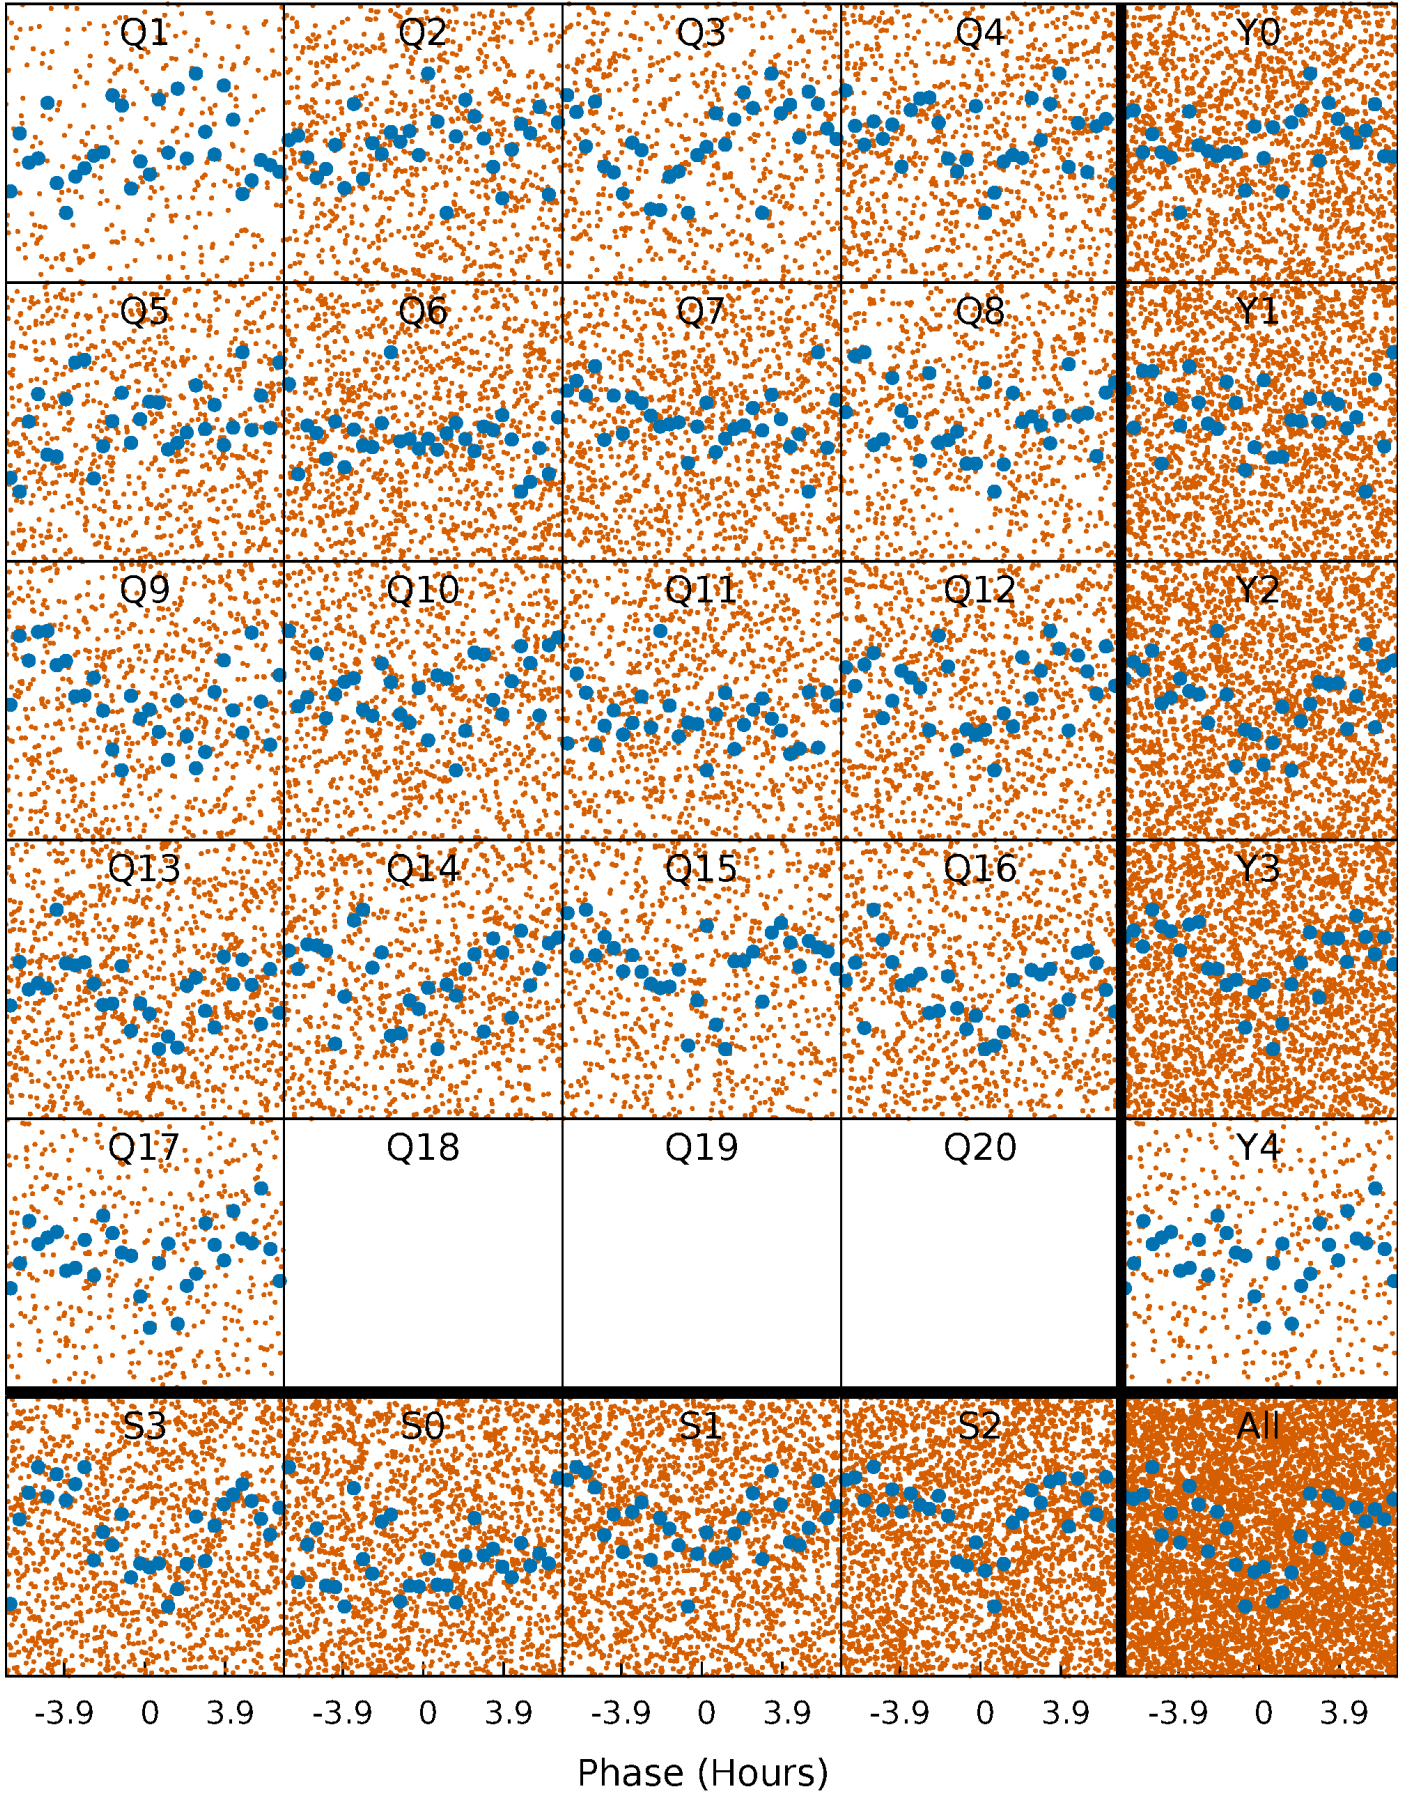 Q1 Q2 Q3 Q4 Y0
Q5 Q6 Q7 Q8 Y1
Q9 Q10 Q11 Q12 Y2
Q13 Q14 Q15 Q16 Y3
Q17 Q18 Q19 Q20 Y4
S3 S0 S1 S2 All
-3.9 0 3.9 -3.9 0 3.9 -3.9 0 3.9 -3.9 0 3.9 -3.9 0 3.9
Phase (Hours)